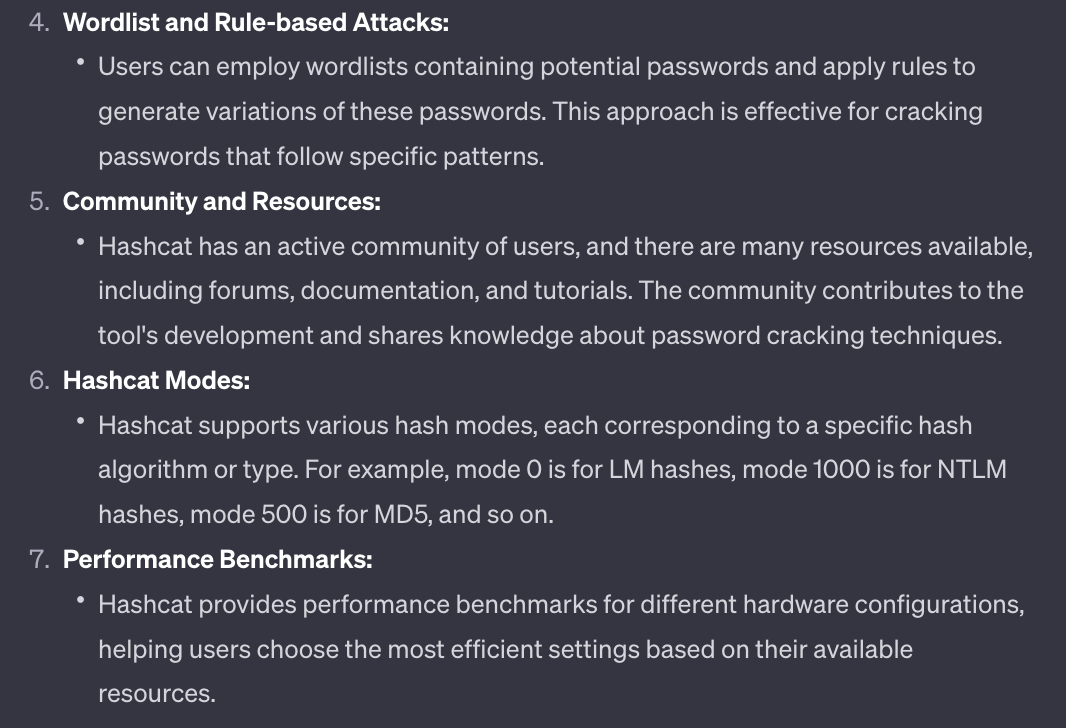 4. Wordlist and Rule-based Attacks:
• Users can employ wordlists containing potential passwords and apply rules to
generate variations of these passwords. This approach is effective for cracking
passwords that follow specific patterns.
5. Community and Resources:
• Hashcat has an active community of users, and there are many resources available,
including forums, documentation, and tutorials. The community contributes to the
tool's development and shares knowledge about password cracking techniques.
6. Hashcat Modes:
• Hashcat supports various hash modes, each corresponding to a specific hash
algorithm or type. For example, mode 0 is for LM hashes, mode 1000 is for NTLM
hashes, mode 500 is for MD5, and so on.
7. Performance Benchmarks:
• Hashcat provides performance benchmarks for different hardware configurations,
helping users choose the most efficient settings based on their available
resources.